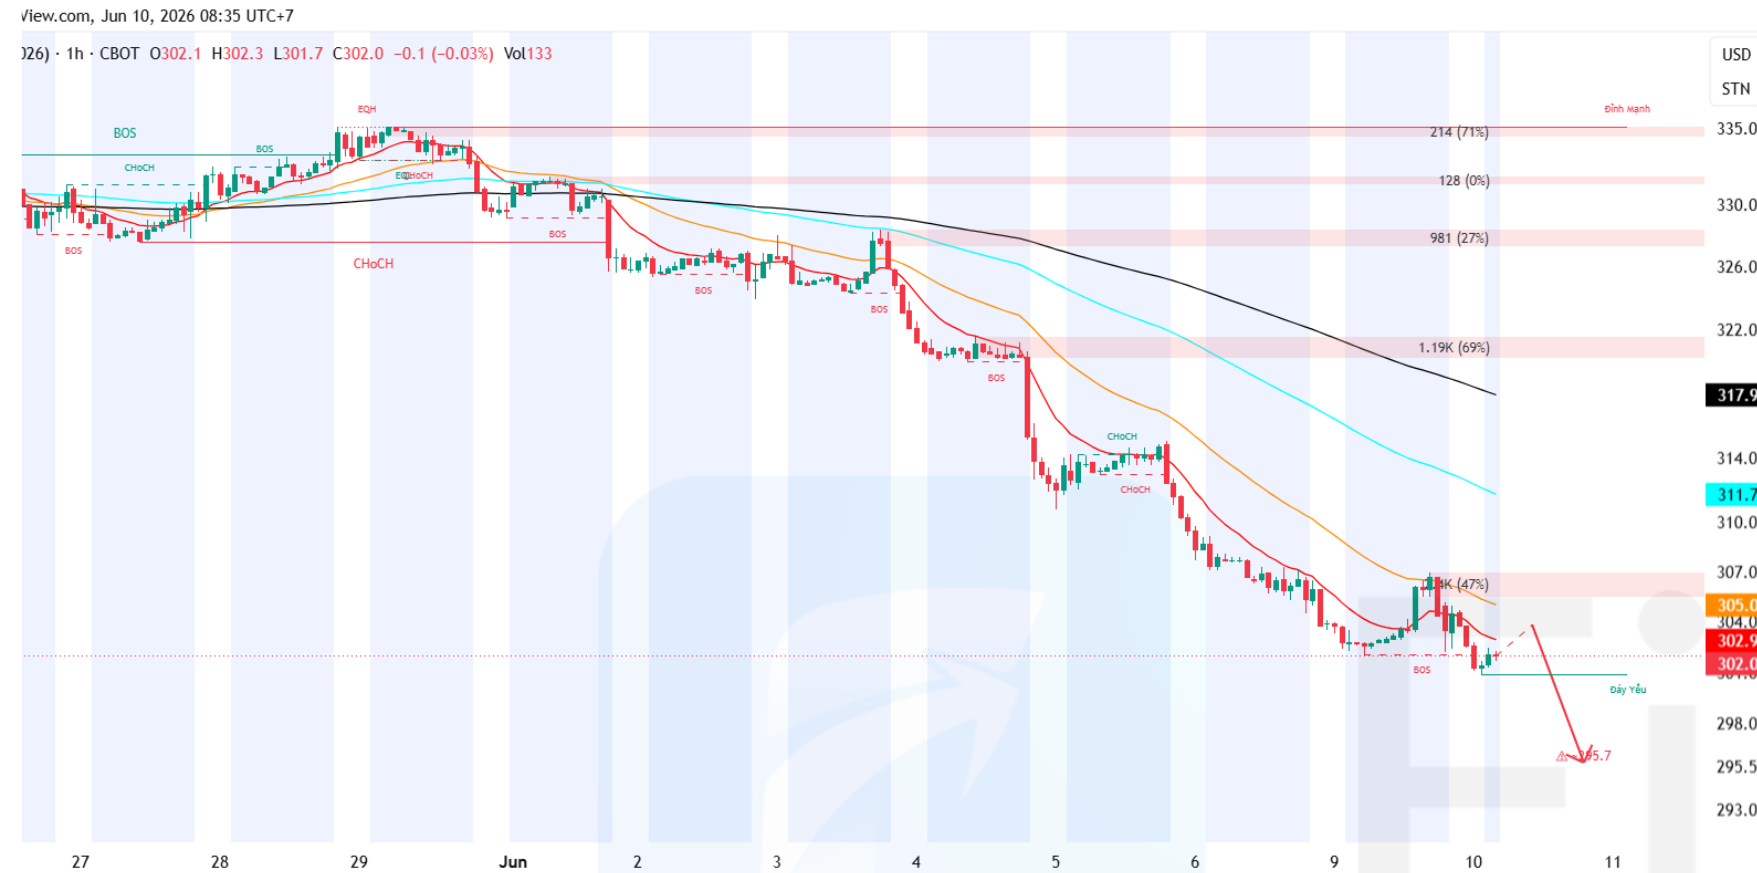 View.com, Jun 10, 2026 08:35 UTC+7
026) · 1h · CBOT O302.1 H302.3 L301.7 C302.0 −0.1 (−0.03%) Vol133
USD
STN
EQH
Đỉnh Mạnh
BOS
BOS
CHoCH
CHoCH
BOS
BOS
CHoCH
BOS
BOS
BOS
CHoCH
CHoCH
BOS
Đáy Yếu
214 (71%)
128 (0%)
981 (27%)
1.19K (69%)
4K (47%)
335.0
330.0
326.0
322.0
317.9
314.0
311.7
310.0
307.0
305.0
304.0
302.9
302.0
298.0
295.7
295.5
293.0
27 28 29 Jun 2 3 4 5 6 9 10 11